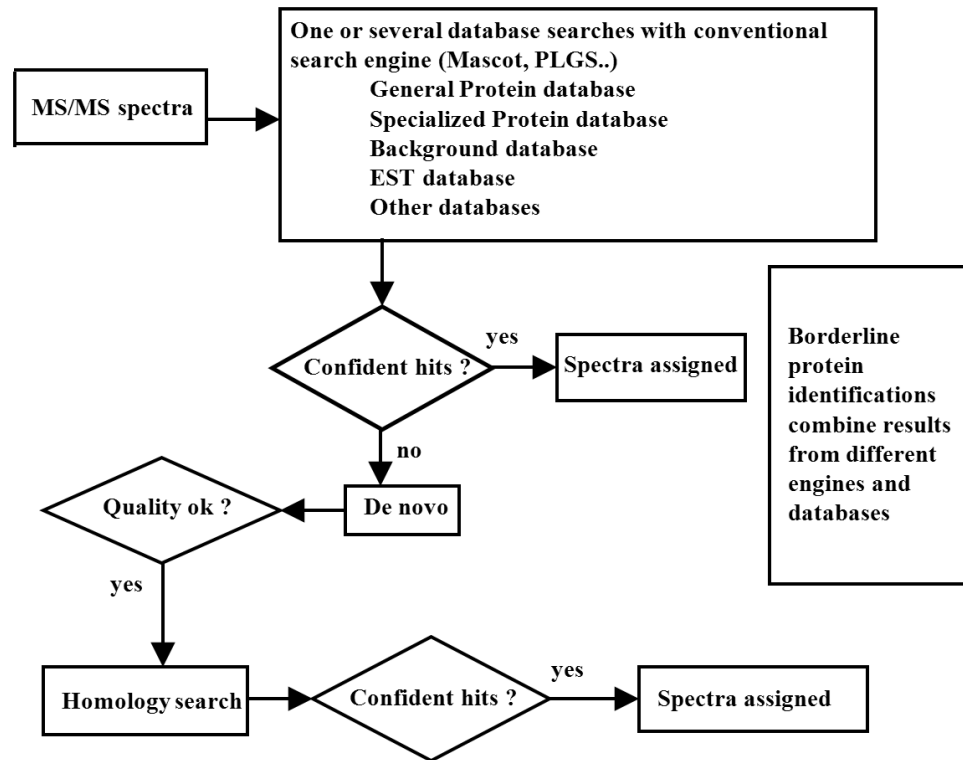 MS/MS spectra
One or several database searches with conventional
search engine (Mascot, PLGS..)
General Protein database
Specialized Protein database
Background database
EST database
Other databases
Confident hits ?
yes
Spectra assigned
no
De novo
Quality ok ?
yes
Homology search
Confident hits ?
yes
Spectra assigned
Borderline
protein
identifications
combine results
from different
engines and
databases